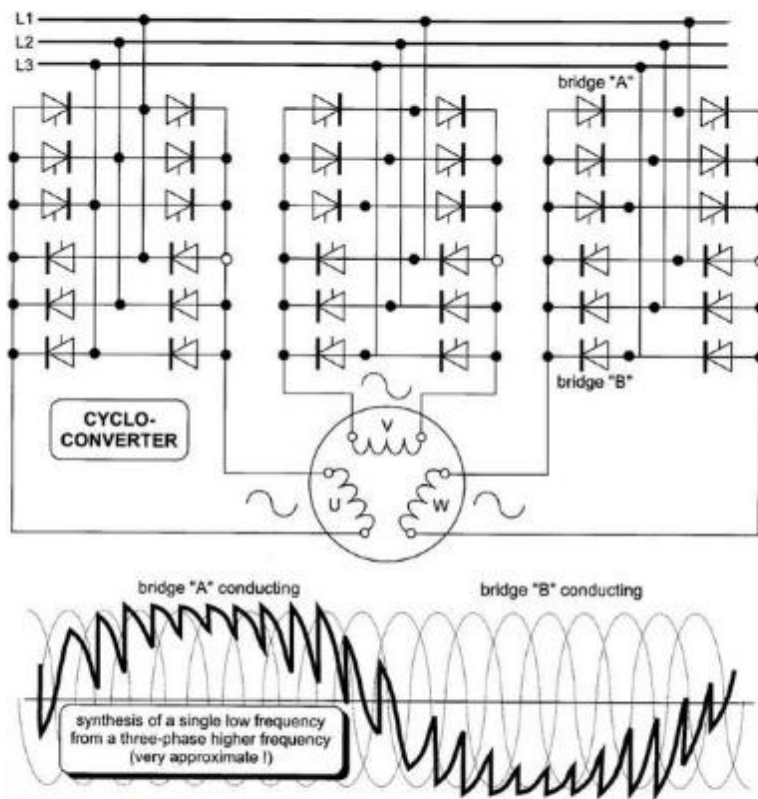 L1
L2
L3
bridge "A"
bridge "B"
CYCLO-
CONVERTER
V
U
W
bridge "A" conducting
bridge "B" conducting
synthesis of a single low frequency
from a three-phase higher frequency
(very approximate !)